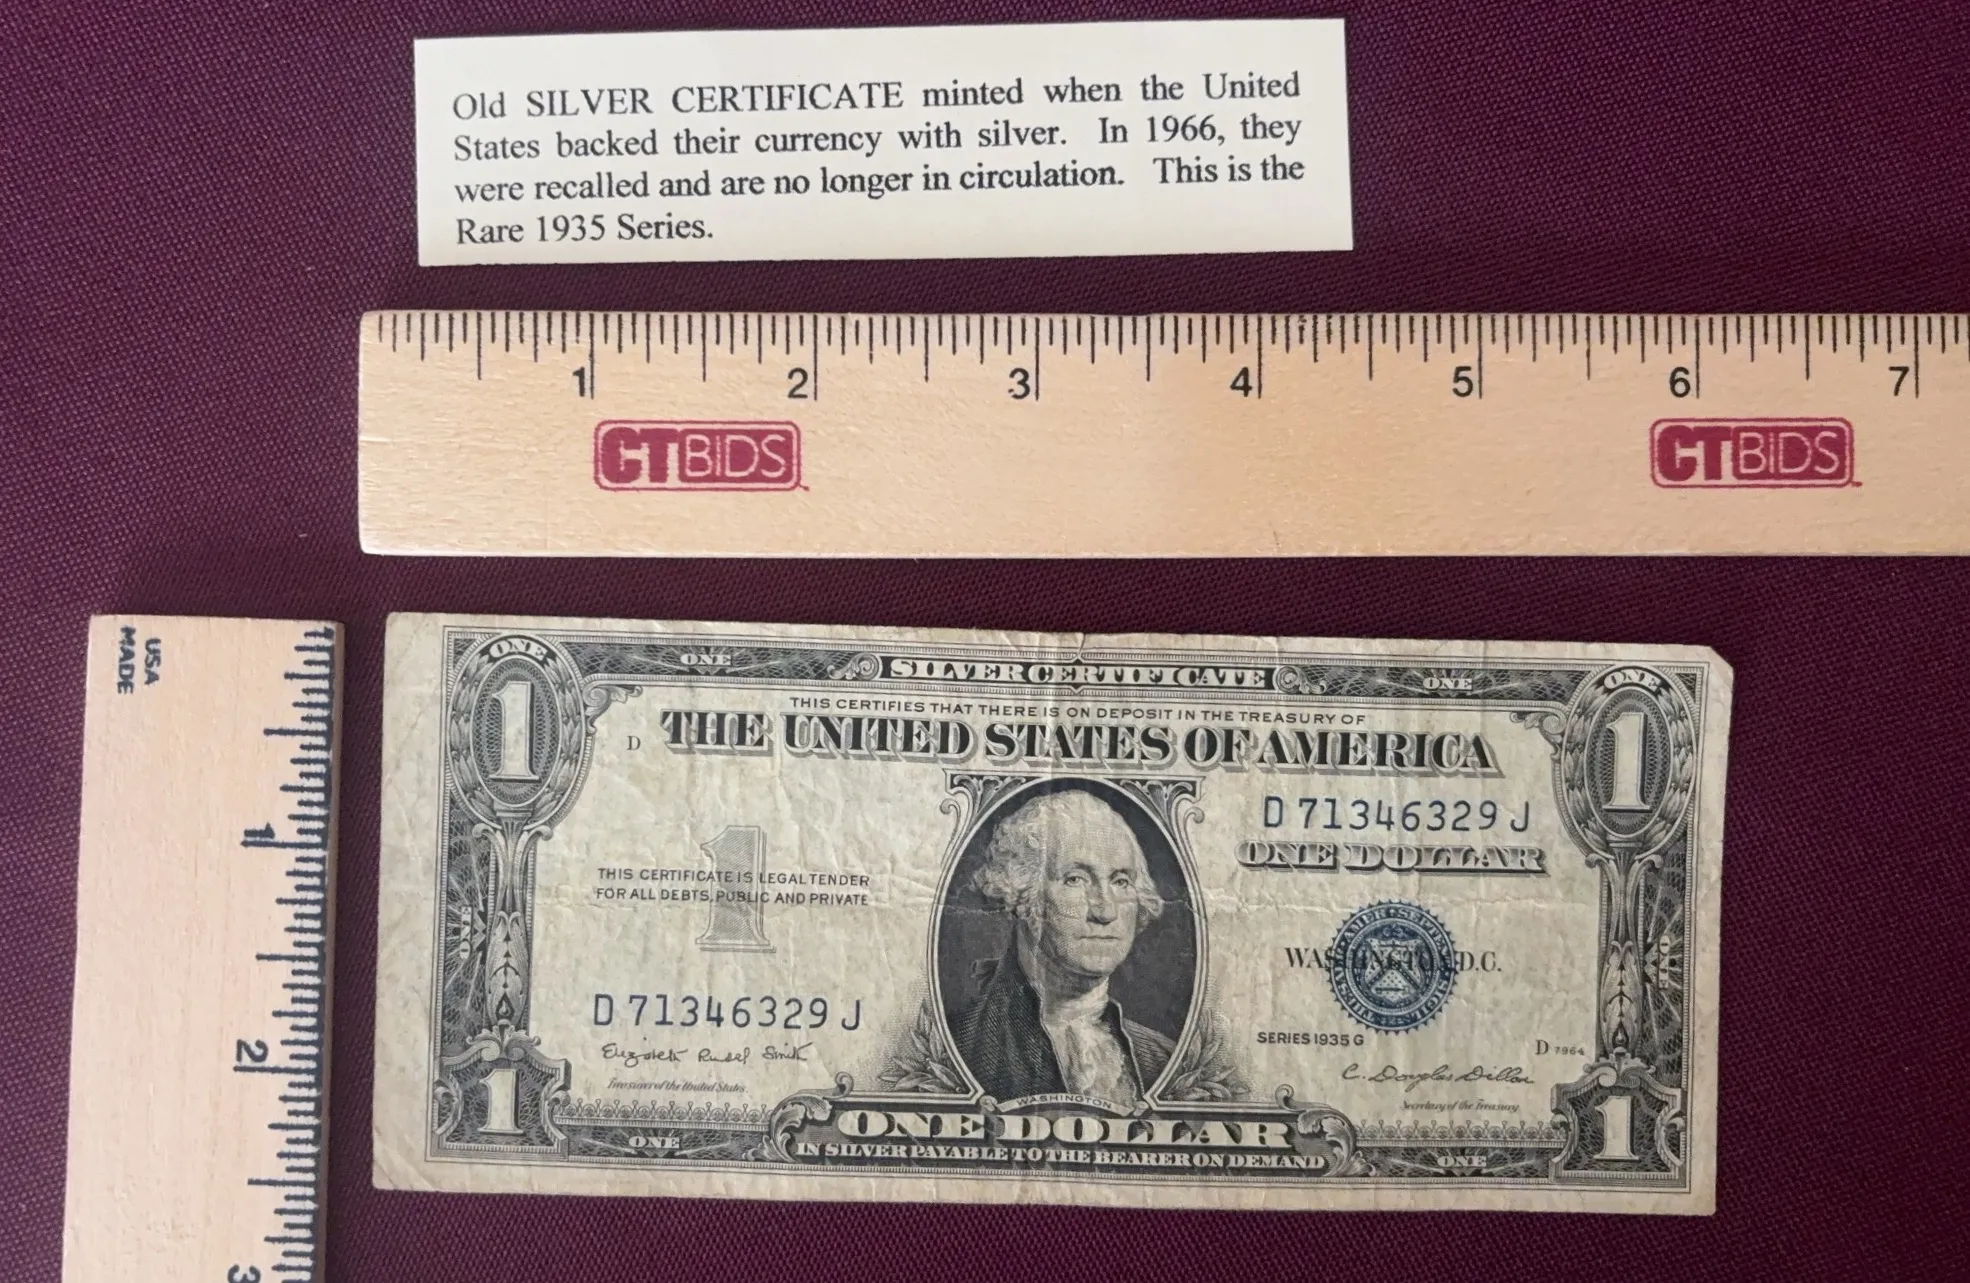 Old SILVER CERTIFICATE minted when the United
States backed their currency with silver. In 1966, they
were recalled and are no longer in circulation. This is the
Rare 1935 Series.
1 2 3 4 5 6 7
CTBIDS CTBIDS
USA
MADE
1
2
3
ONE ONE SILVER CERTIFICATE ONE ONE
1 1
THIS CERTIFIES THAT THERE IS ON DEPOSIT IN THE TREASURY OF
D THE UNITED STATES OF AMERICA
D 71346329 J
ONE DOLLAR
1
THIS CERTIFICATE IS LEGAL TENDER
FOR ALL DEBTS, PUBLIC AND PRIVATE
ONE ONE
WASHINGTON, D.C.
D 71346329 J
SERIES 1935 G
D 7964
Elizabeth Rudel Smith
Treasurer of the United States.
C. Douglas Dillon
Secretary of the Treasury
WASHINGTON
1 1
ONE ONE DOLLAR ONE
IN SILVER PAYABLE TO THE BEARER ON DEMAND